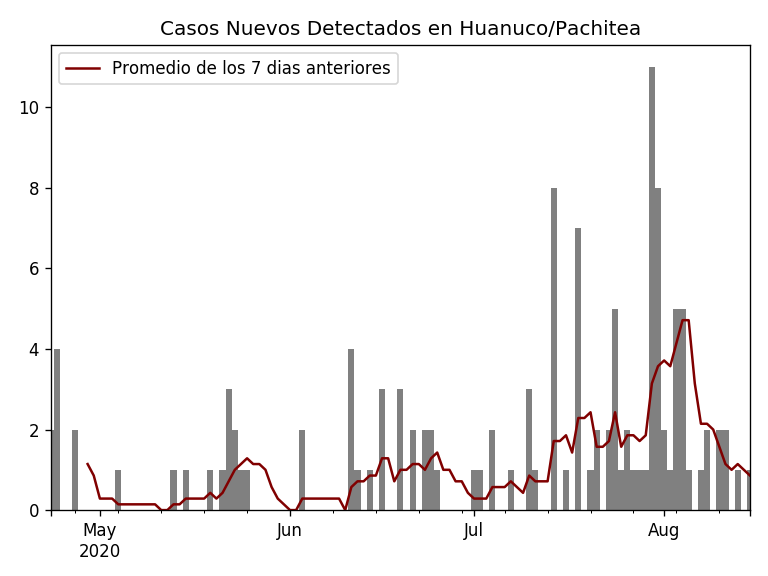 Casos Nuevos Detectados en Huanuco/Pachitea
Promedio de los 7 dias anteriores
10
8
6
4
2
0
May Jun Jul Aug
2020